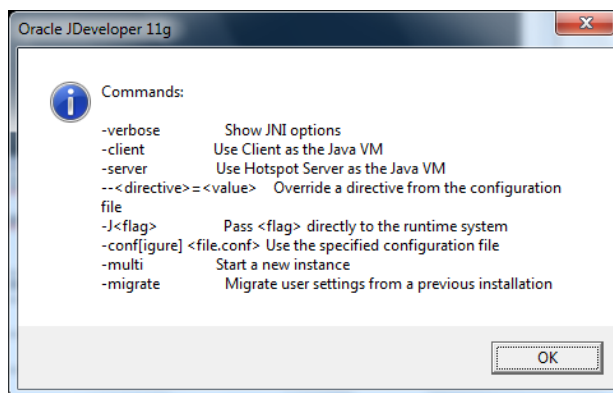 Oracle JDeveloper 11g
Commands:
-verbose Show JNI options
-client Use Client as the Java VM
-server Use Hotspot Server as the Java VM
--<directive>=<value> Override a directive from the configuration
file
-J<flag> Pass <flag> directly to the runtime system
-conf[igure] <file.conf> Use the specified configuration file
-multi Start a new instance
-migrate Migrate user settings from a previous installation
OK